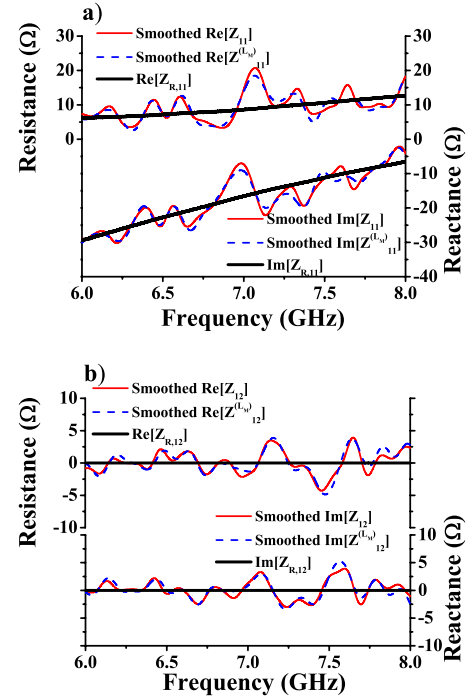 a)
Smoothed Re[Z11]
Smoothed Re[Z(LM)11]
Re[ZR,11]
Resistance (Ω)
30
20
10
0
Reactance (Ω)
0
-10
-20
-30
-40
Smoothed Im[Z11]
Smoothed Im[Z(LM)11]
Im[ZR,11]
6.0 6.5 7.0 7.5 8.0
Frequency (GHz)
b)
Smoothed Re[Z12]
Smoothed Re[Z(LM)12]
Re[ZR,12]
Resistance (Ω)
10
5
0
-5
-10
Smoothed Im[Z12]
Smoothed Im[Z(LM)12]
Im[ZR,12]
Reactance (Ω)
10
5
0
-5
-10
6.0 6.5 7.0 7.5 8.0
Frequency (GHz)